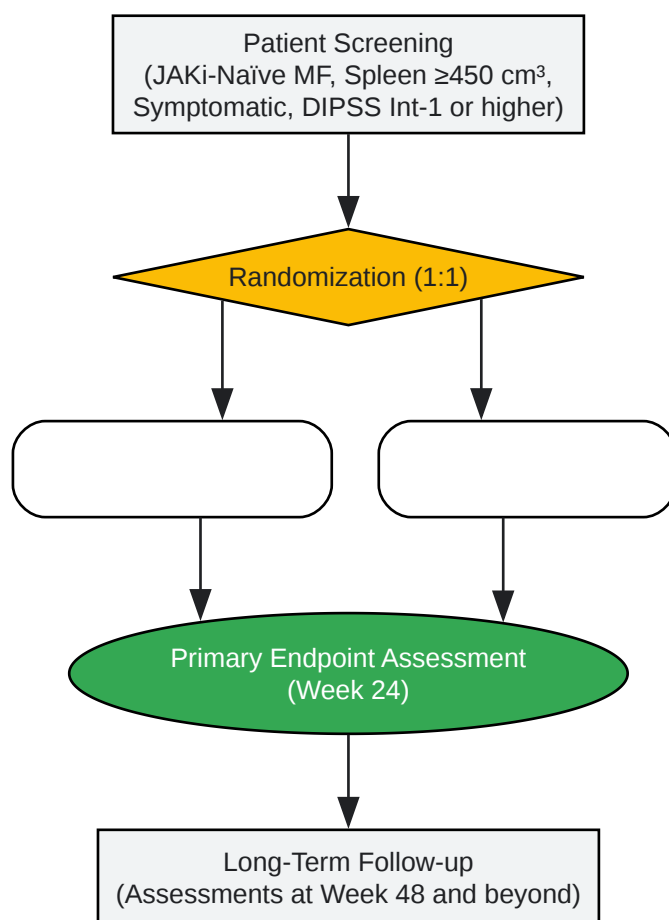 Patient Screening
(JAKi-Naïve MF, Spleen ≥450 cm³,
Symptomatic, DIPSS Int-1 or higher)
Randomization (1:1)
Primary Endpoint Assessment
(Week 24)
Long-Term Follow-up
(Assessments at Week 48 and beyond)